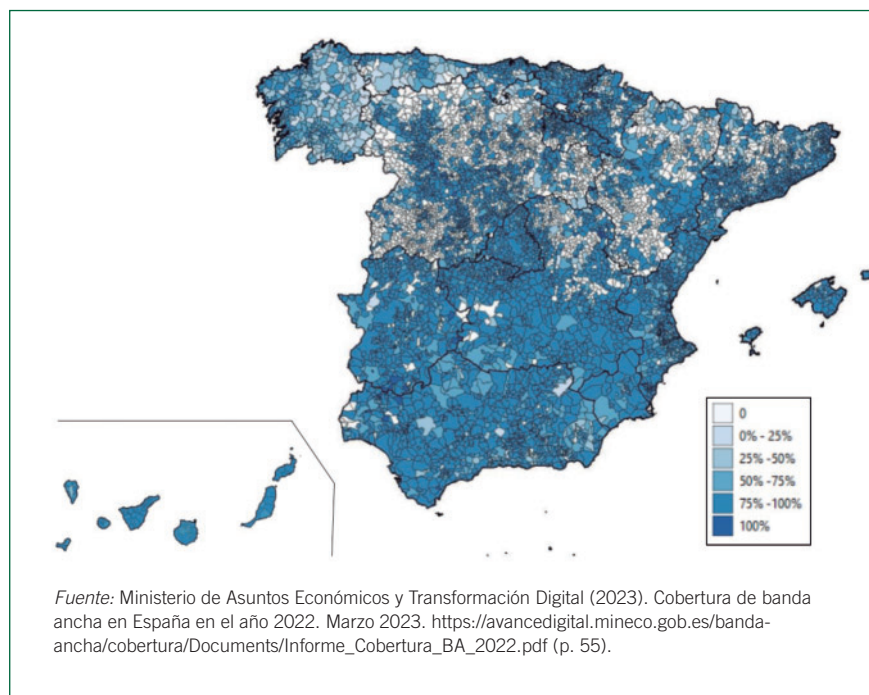 0
0% - 25%
25% -50%
50% -75%
75% -100%
100%
Fuente: Ministerio de Asuntos Económicos y Transformación Digital (2023). Cobertura de banda
ancha en España en el año 2022. Marzo 2023. https://avancedigital.mineco.gob.es/banda-
ancha/cobertura/Documents/Informe_Cobertura_BA_2022.pdf (p. 55).